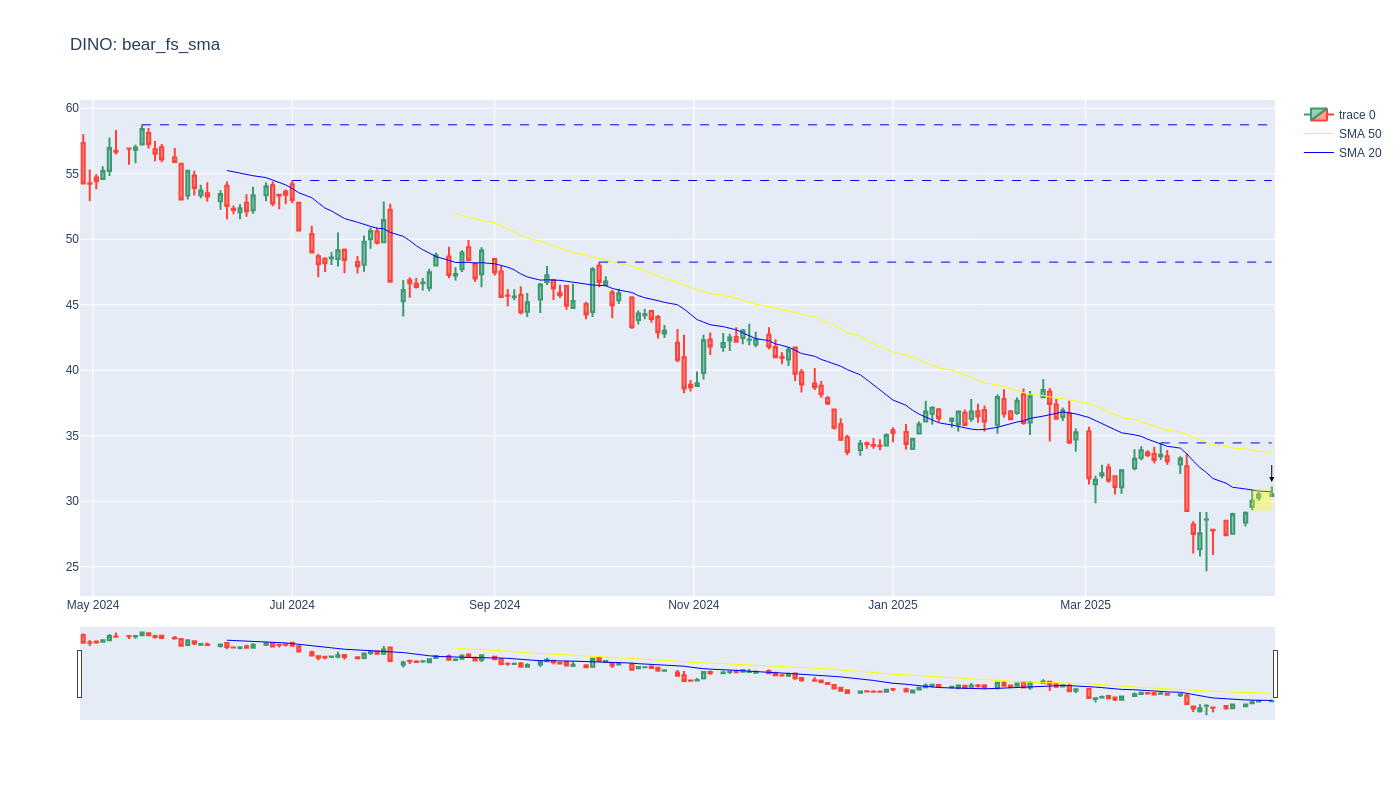 DINO: bear_fs_sma
60
55
50
45
40
35
30
25
May 2024
Jul 2024
Sep 2024
Nov 2024
Jan 2025
Mar 2025
trace 0
SMA 50
SMA 20